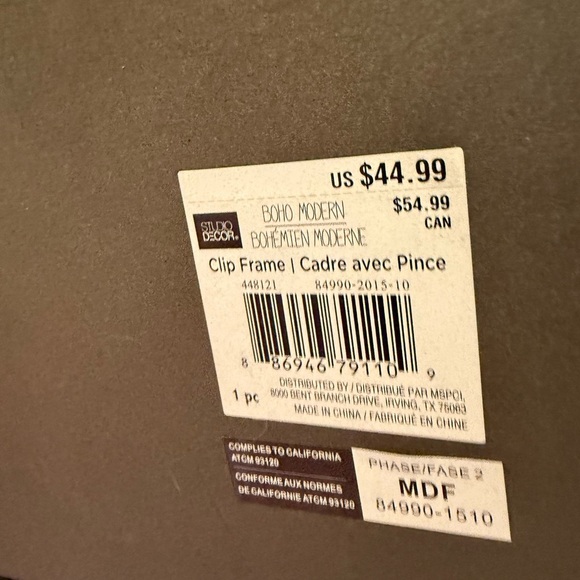 US $44.99
$54.99
CAN
STUDIO
DECOR®
BOHO MODERN
BOHÉMIEN MODERNE
Clip Frame | Cadre avec Pince
448121 84990-2015-10
8 86946 79110 9
1 pc
DISTRIBUTED BY / DISTRIBUÉ PAR MSPCI,
8000 BENT BRANCH DRIVE, IRVING, TX 75063
MADE IN CHINA / FABRIQUÉ EN CHINE
COMPLIES TO CALIFORNIA
ATCM 93120
CONFORME AUX NORMES
DE CALIFORNIE ATCM 93120
PHASE/FASE 2
MDF
84990-1510